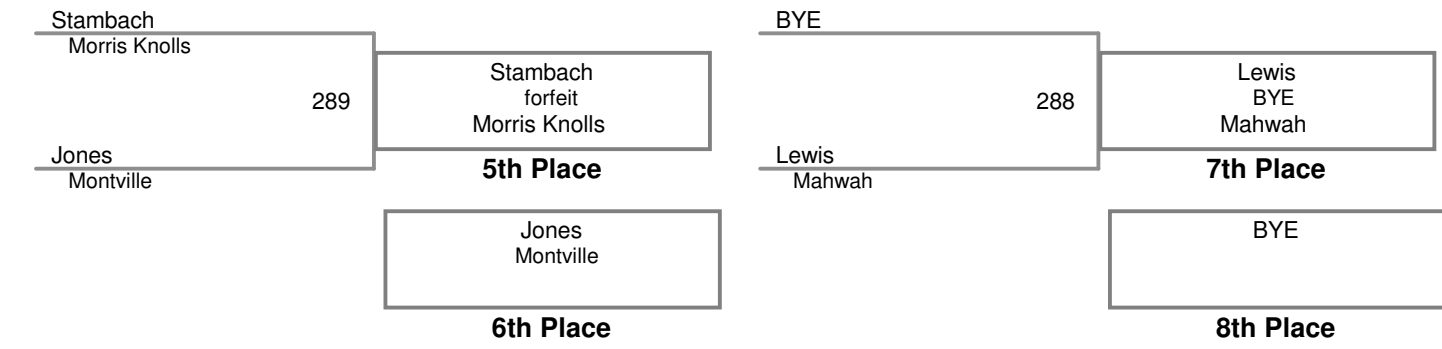 Stambach
Morris Knolls
289
Stambach
forfeit
Morris Knolls
Jones
Montville
5th Place
Jones
Montville
6th Place
BYE
288
Lewis
BYE
Mahwah
Lewis
Mahwah
7th Place
BYE
8th Place